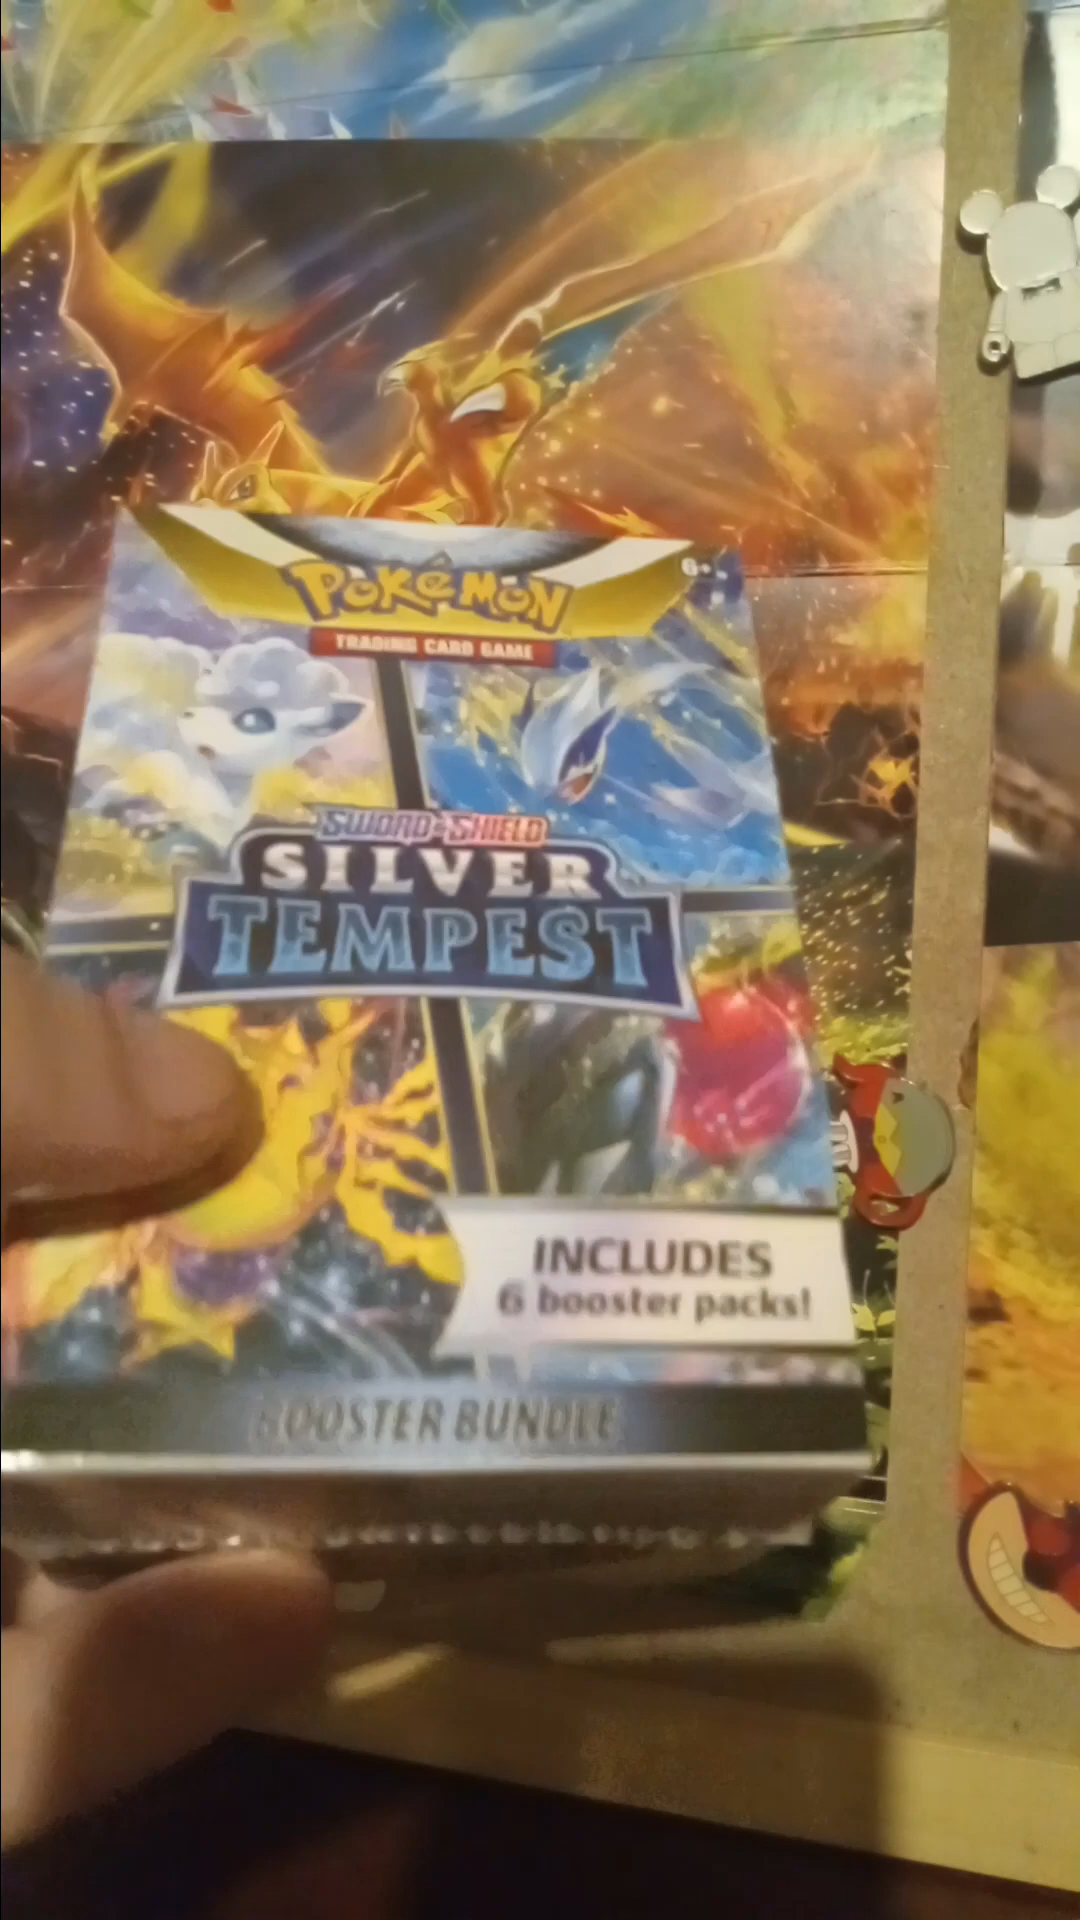 6+
POKÉMON
TRADING CARD GAME
SWORD & SHIELD
SILVER
TEMPEST
INCLUDES
6 booster packs!
BOOSTER BUNDLE